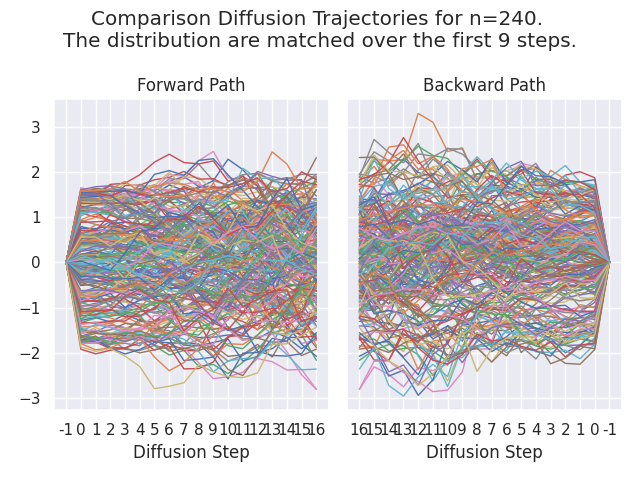 Comparison Diffusion Trajectories for n=240.
The distribution are matched over the first 9 steps.
Forward Path
Backward Path
3
2
1
0
−1
−2
−3
-1 0 1 2 3 4 5 6 7 8 9 10 11 12 13 14 15 16
16 15 14 13 12 11 10 9 8 7 6 5 4 3 2 1 0 -1
Diffusion Step
Diffusion Step